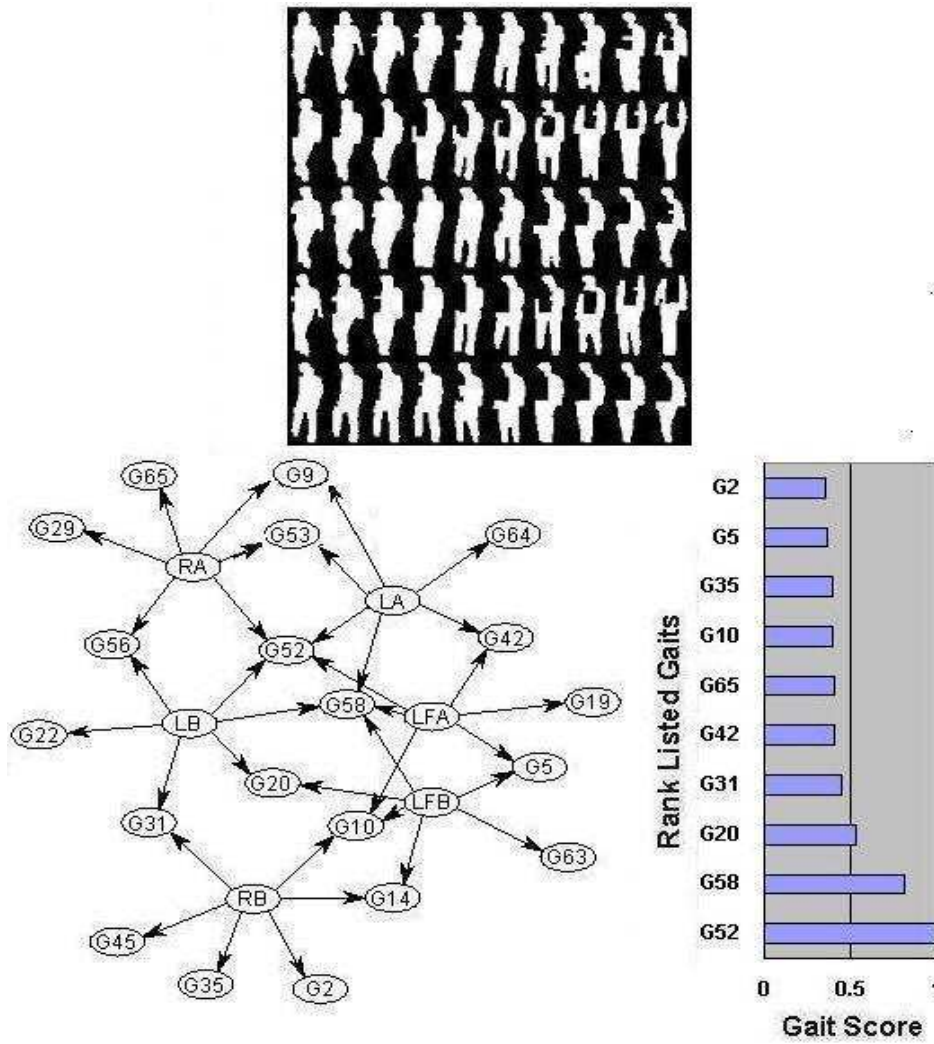 G65
G9
G29
G53
G64
RA
LA
G56
G52
G42
G58
G19
LB
LFA
G22
G20
G5
LFB
G31
G10
G63
RB
G14
G45
G35
G2
Rank Listed Gaits
G2
G5
G35
G10
G65
G42
G31
G20
G58
G52
0 0.5 1
Gait Score